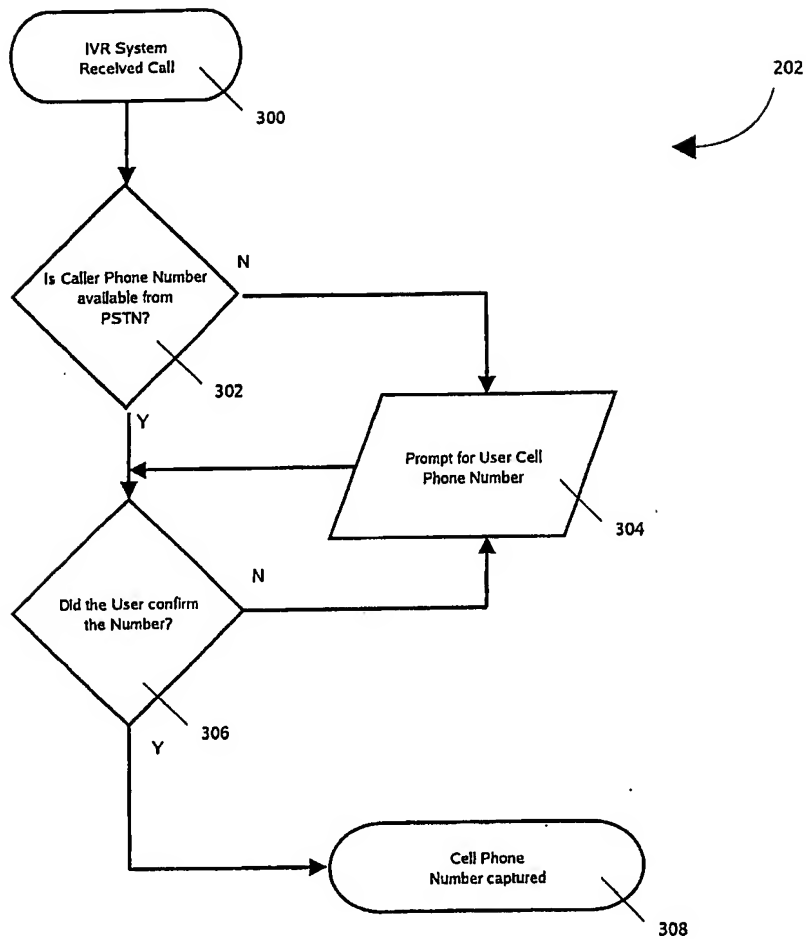 IVR System
Received Call
300
202
Is Caller Phone Number
available from
PSTN?
302
N
Y
Prompt for User Cell
Phone Number
304
Did the User confirm
the Number?
306
N
Y
Cell Phone
Number captured
308